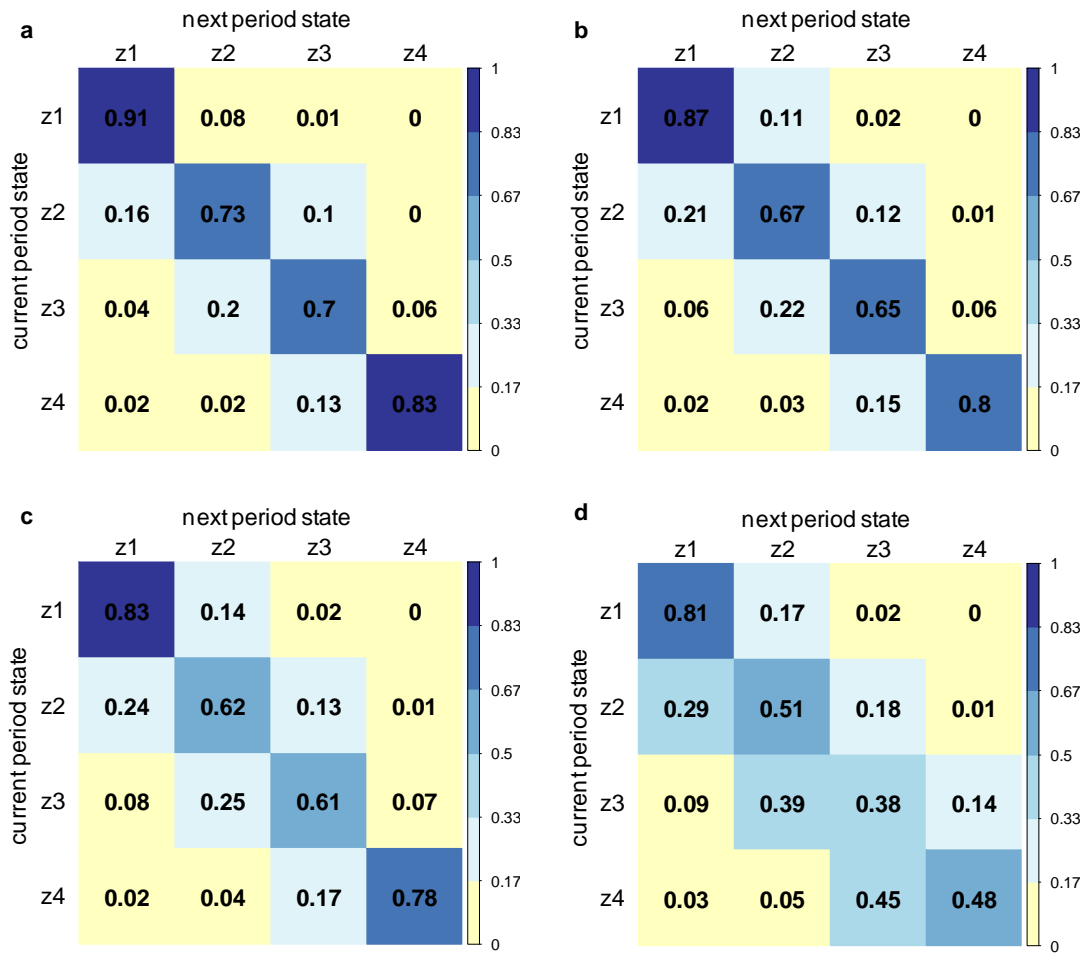 a
next period state
z1 z2 z3 z4
current period state
z1 0.91 0.08 0.01 0
z2 0.16 0.73 0.1 0
z3 0.04 0.2 0.7 0.06
z4 0.02 0.02 0.13 0.83
1
0.83
0.67
0.5
0.33
0.17
0
b
next period state
z1 z2 z3 z4
current period state
z1 0.87 0.11 0.02 0
z2 0.21 0.67 0.12 0.01
z3 0.06 0.22 0.65 0.06
z4 0.02 0.03 0.15 0.8
1
0.83
0.67
0.5
0.33
0.17
0
c
next period state
z1 z2 z3 z4
current period state
z1 0.83 0.14 0.02 0
z2 0.24 0.62 0.13 0.01
z3 0.08 0.25 0.61 0.07
z4 0.02 0.04 0.17 0.78
1
0.83
0.67
0.5
0.33
0.17
0
d
next period state
z1 z2 z3 z4
current period state
z1 0.81 0.17 0.02 0
z2 0.29 0.51 0.18 0.01
z3 0.09 0.39 0.38 0.14
z4 0.03 0.05 0.45 0.48
1
0.83
0.67
0.5
0.33
0.17
0